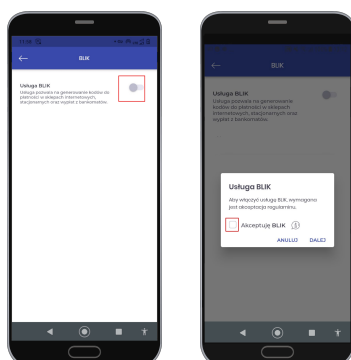 BLIK
Usługa BLIK
Usługa pozwala na generowanie kodów do
płatności w sklepach internetowych,
stacjonarnych oraz wypłat z bankomatów.
BLIK
Usługa BLIK
Usługa pozwala na generowanie
kodów do płatności w sklepach
internetowych, stacjonarnych oraz
wypłat z bankomatów.
Usługa BLIK
Aby włączyć usługę BLIK, wymagana
jest akceptacja regulaminu.
Akceptuję BLIK
ANULUJ DALEJ